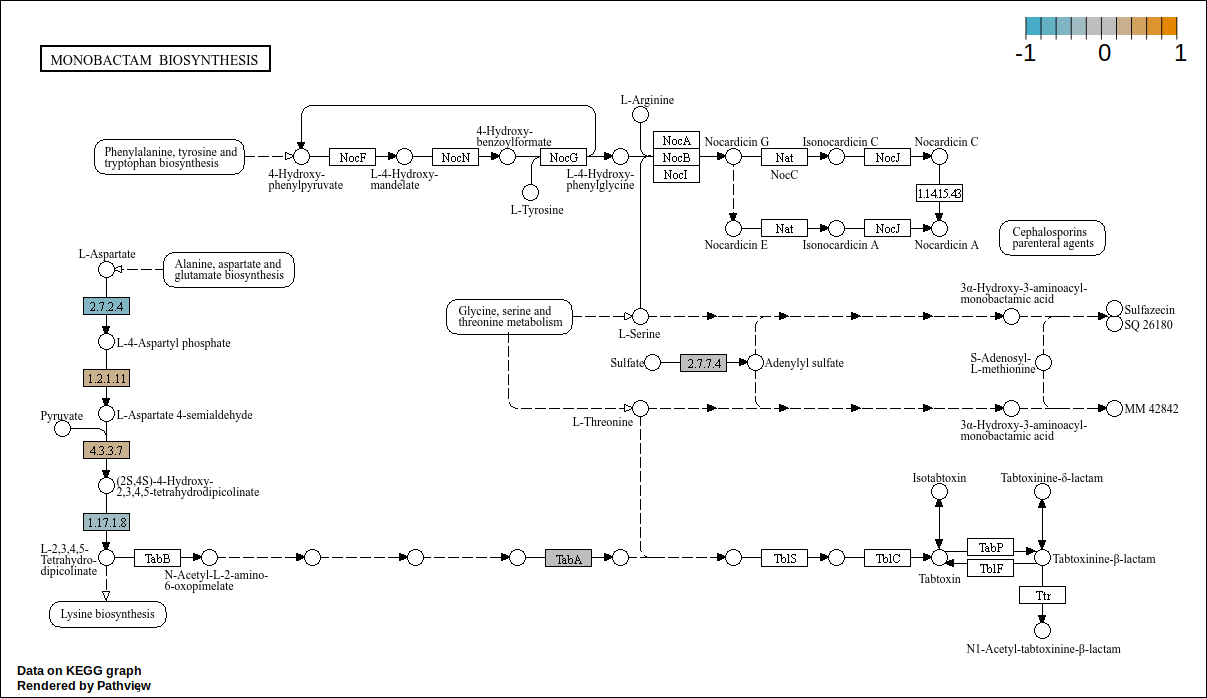 -1 0 1
MONOBACTAM BIOSYNTHESIS
L-Arginine
Phenylalanine, tyrosine and
tryptophan biosynthesis
4-Hydroxy-
phenylpyruvate
NocF
L-4-Hydroxy-
mandelate
NocN
4-Hydroxy-
benzoylformate
NocG
L-Tyrosine
L-4-Hydroxy-
phenylglycine
NocA
NocB
NocI
Nocardicin G
Nat
NocC
Isonocardicin C
NocJ
Nocardicin C
1.14.15.43
Nocardicin E
Nat
Isonocardicin A
NocJ
Nocardicin A
Cephalosporins
parenteral agents
L-Aspartate
Alanine, aspartate and
glutamate biosynthesis
2.7.2.4
L-4-Aspartyl phosphate
1.2.1.11
Pyruvate
L-Aspartate 4-semialdehyde
4.3.3.7
(2S,4S)-4-Hydroxy-
2,3,4,5-tetrahydrodipicolinate
1.17.1.8
L-2,3,4,5-
Tetrahydro-
dipicolinate
Glycine, serine and
threonine metabolism
L-Serine
3α-Hydroxy-3-aminoacyl-
monobactamic acid
Sulfazecin
SQ 26180
Sulfate
2.7.7.4
Adenylyl sulfate
S-Adenosyl-
L-methionine
L-Threonine
3α-Hydroxy-3-aminoacyl-
monobactamic acid
MM 42842
TabB
N-Acetyl-L-2-amino-
6-oxopimelate
TabA
TblS
TblC
Isotabtoxin
Tabtoxin
TabP
TblF
Tabtoxinine-δ-lactam
Tabtoxinine-β-lactam
Ttr
N1-Acetyl-tabtoxinine-β-lactam
Lysine biosynthesis
Data on KEGG graph
Rendered by Pathview